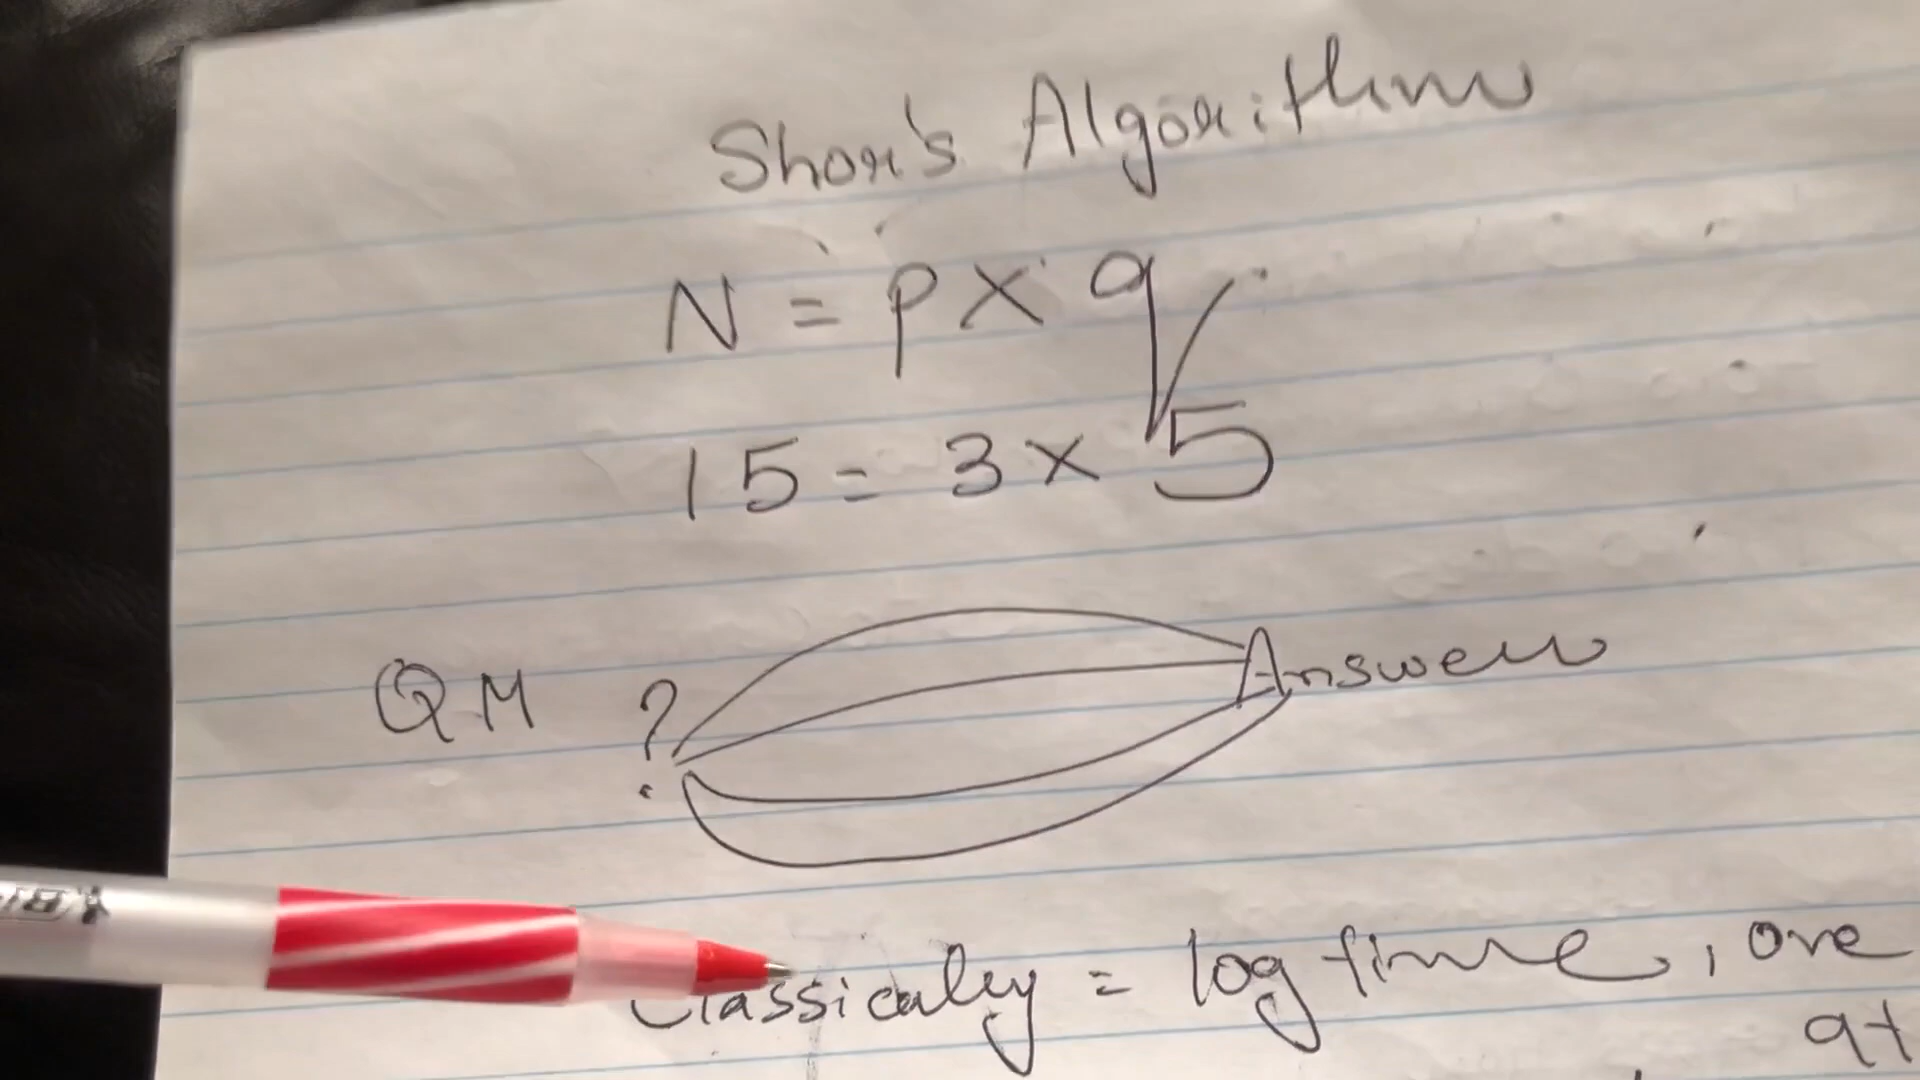 Shor's Algorithm
N = p x q
15 = 3 x 5
QM ? Answer
Classically = log time, one
at